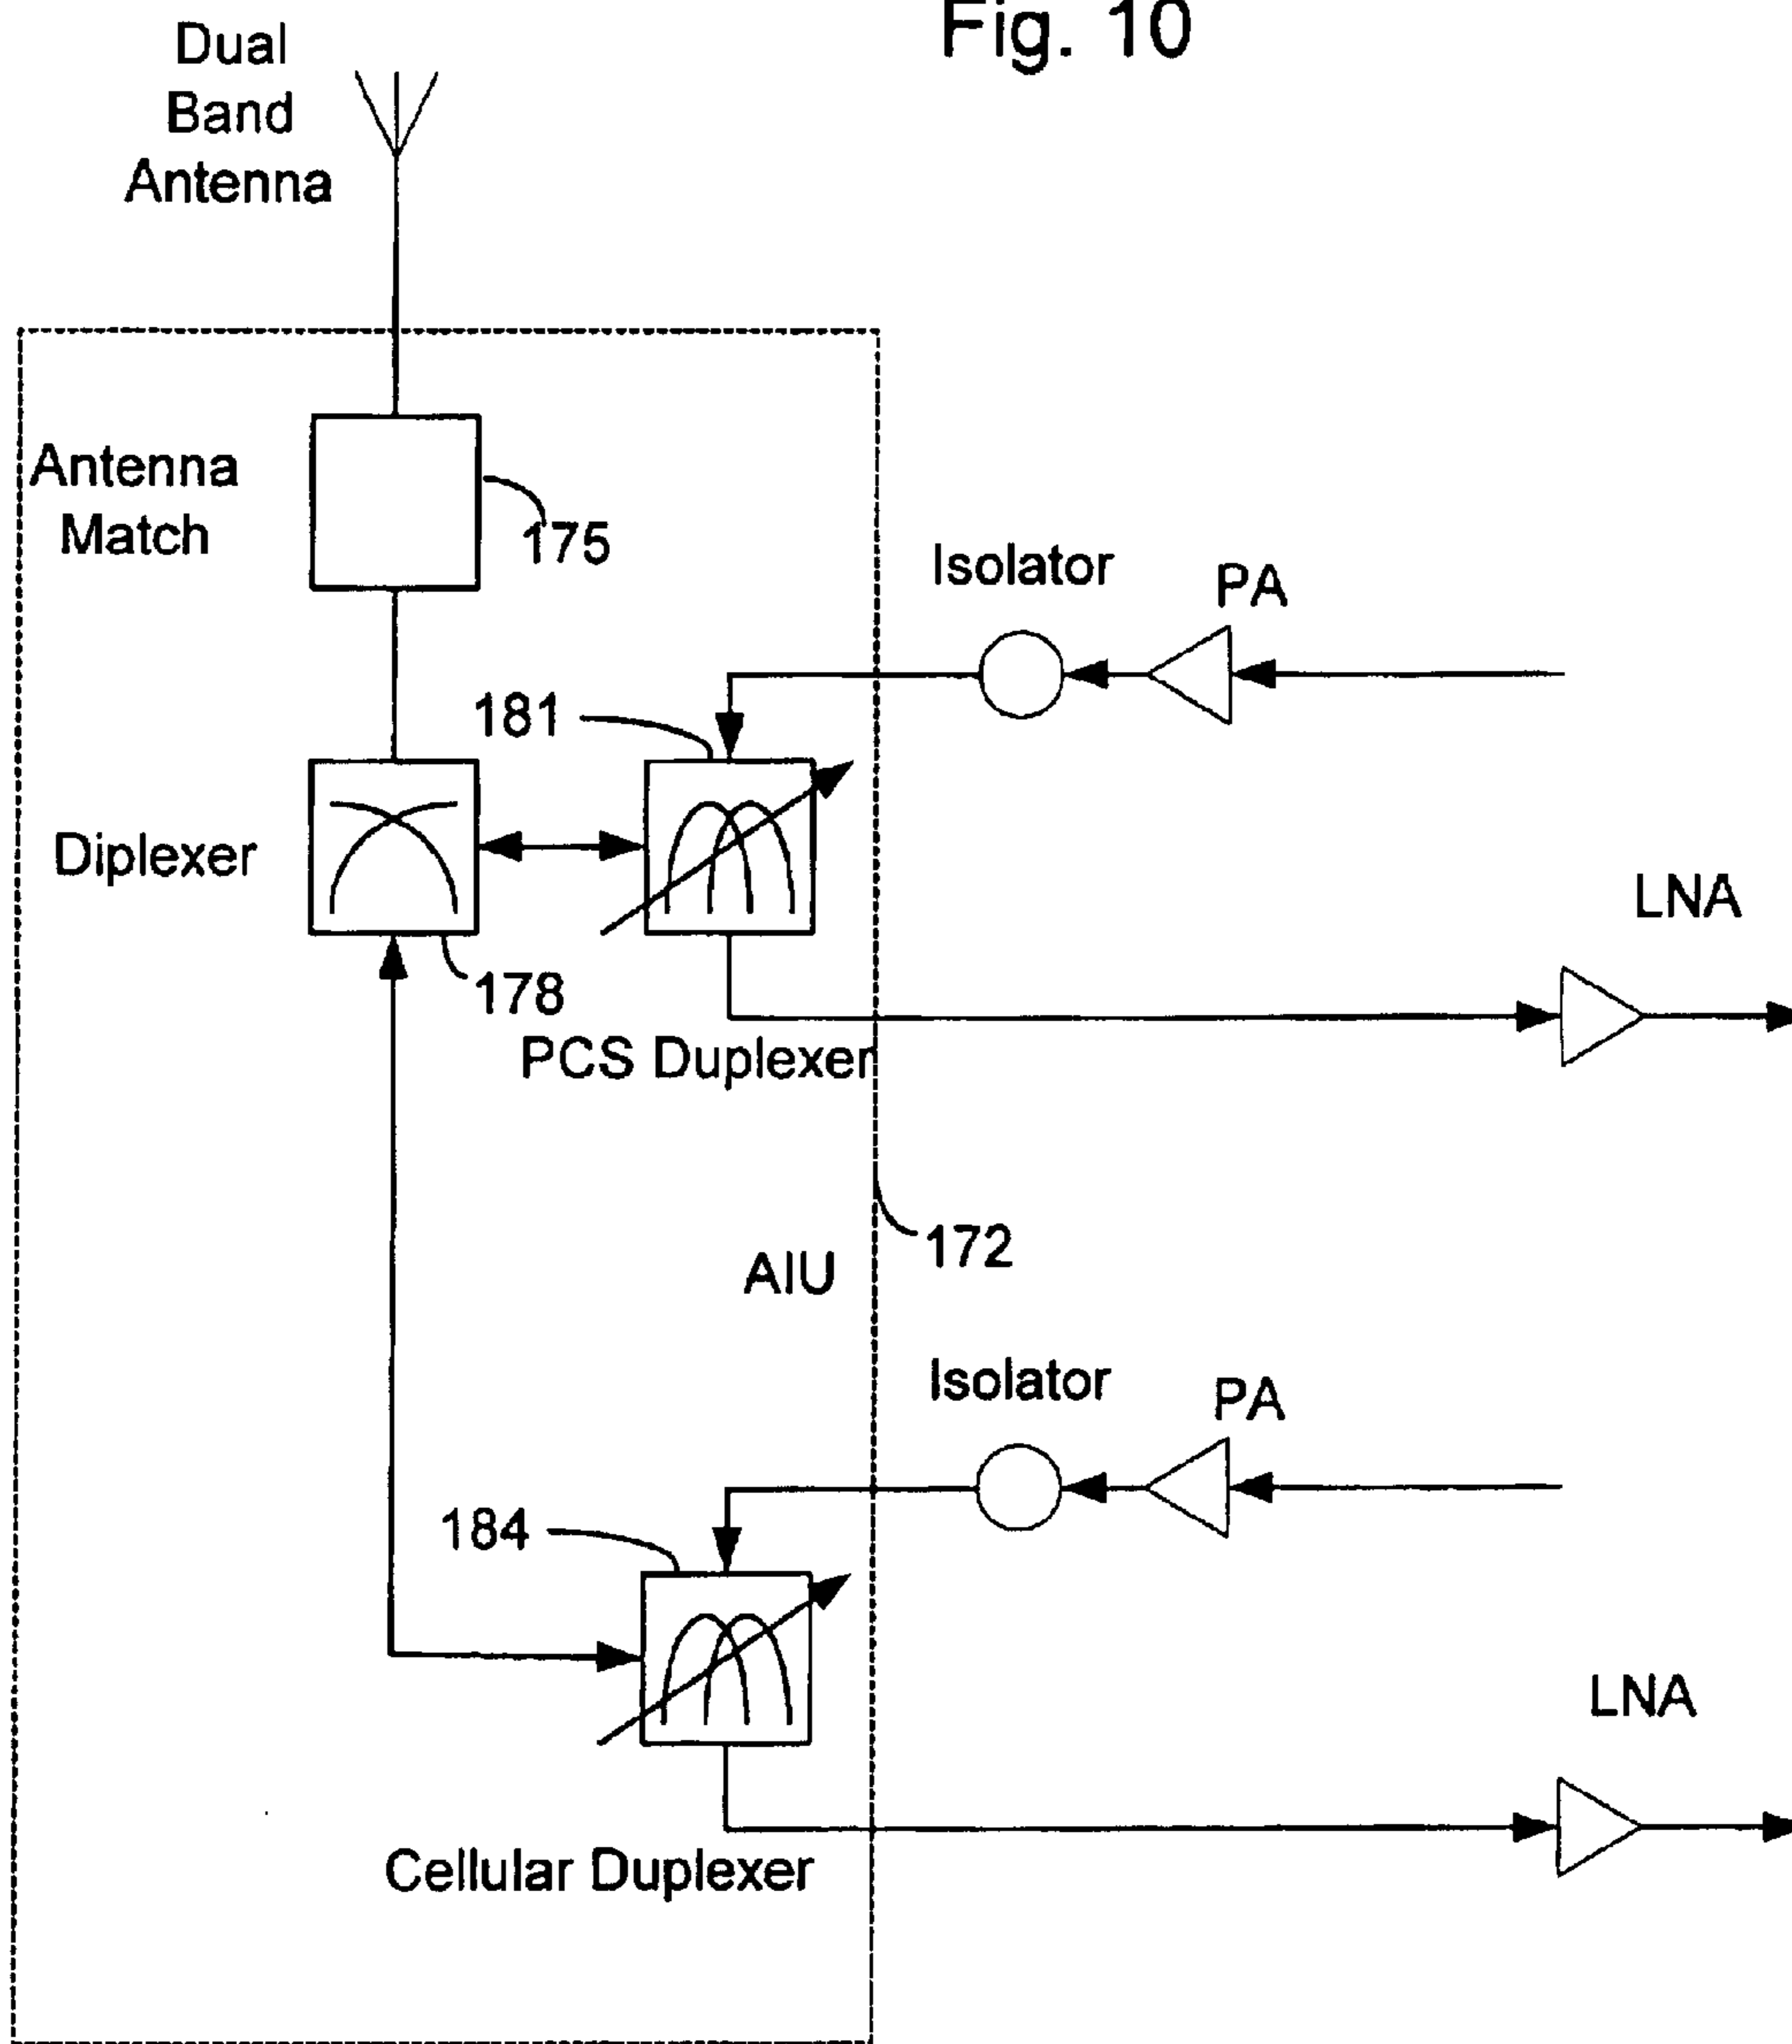 Fig. 10
Dual
Band
Antenna
Antenna
Match
175
Isolator
PA
181
Diplexer
LNA
178
PCS Duplexer
172
AIU
Isolator
PA
184
LNA
Cellular Duplexer